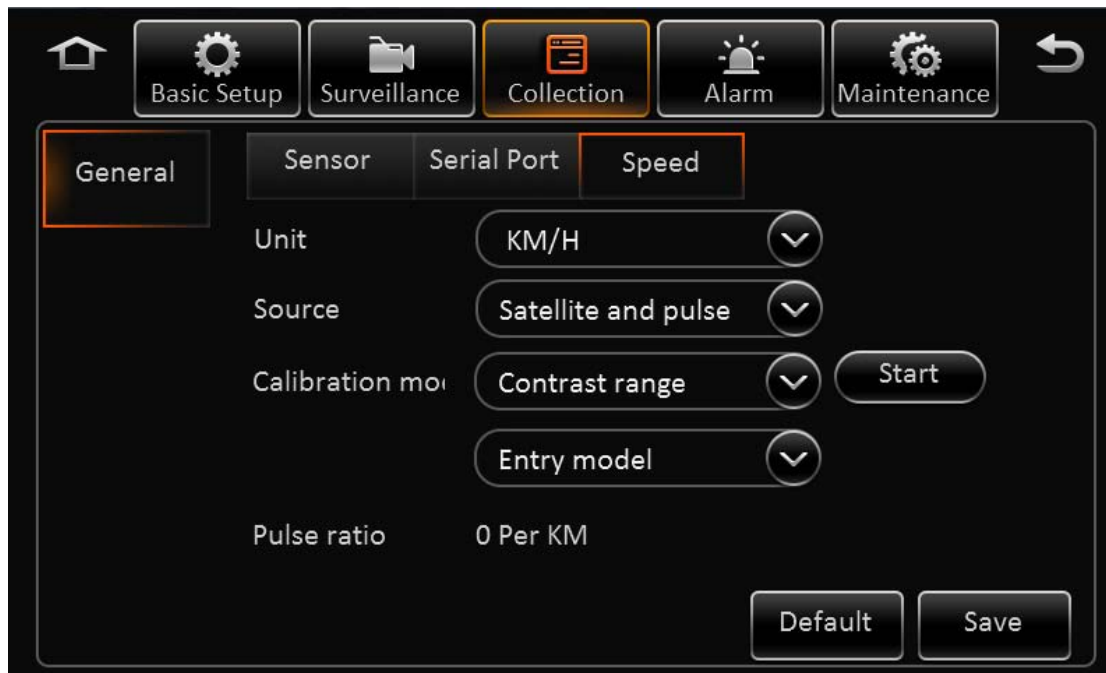 Basic Setup
Surveillance
Collection
Alarm
Maintenance
General
Sensor
Serial Port
Speed
Unit
KM/H
Source
Satellite and pulse
Calibration mo
Contrast range
Start
Entry model
Pulse ratio
0 Per KM
Default
Save